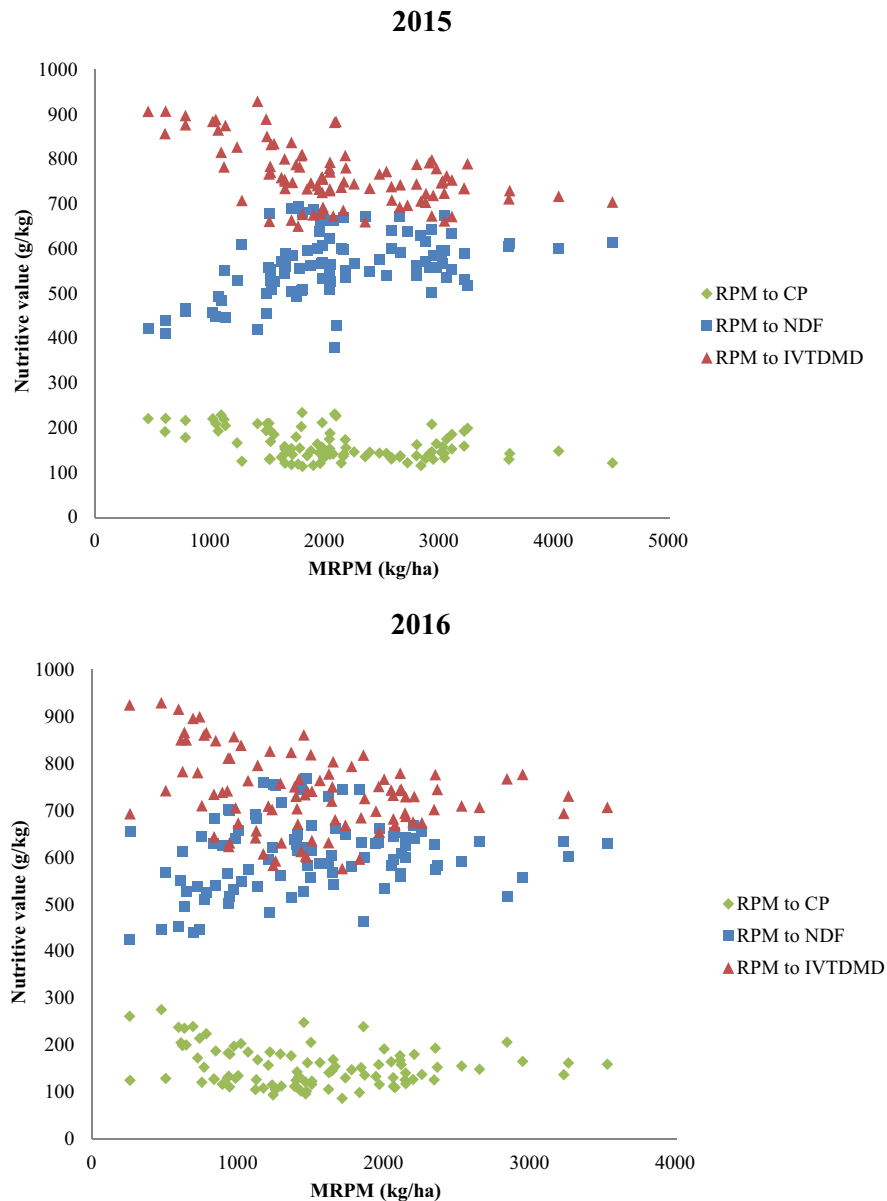 2015
1000
900
800
700
600
500
400
300
200
100
0
Nutritive value (g/kg)
0 1000 2000 3000 4000 5000
MRPM (kg/ha)
RPM to CP
RPM to NDF
RPM to IVTDMD
2016
1000
900
800
700
600
500
400
300
200
100
0
Nutritive value (g/kg)
0 1000 2000 3000 4000
MRPM (kg/ha)
RPM to CP
RPM to NDF
RPM to IVTDMD